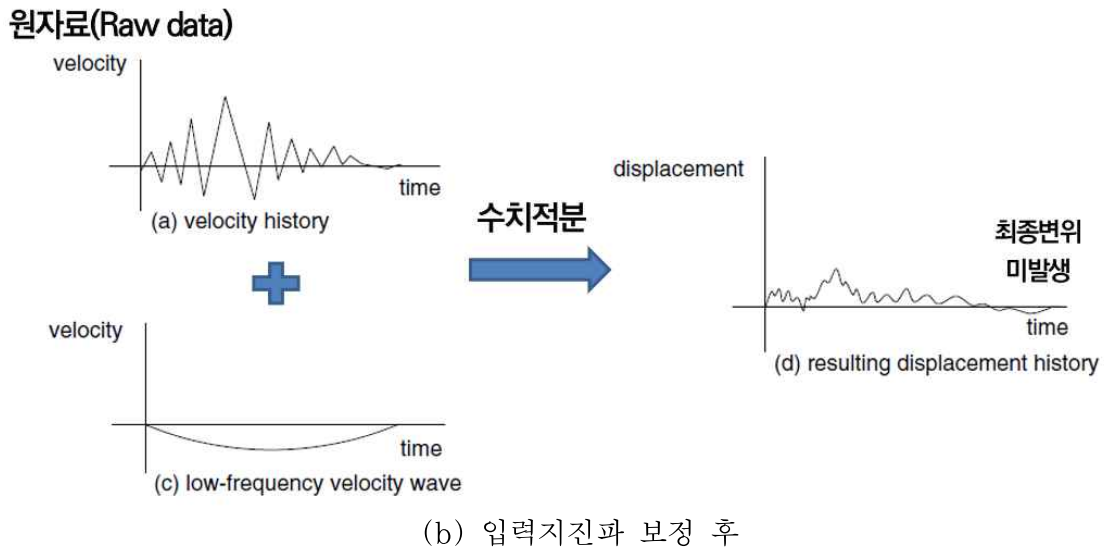 원자료(Raw data)
velocity
time
(a) velocity history
수치적분
velocity
time
(c) low-frequency velocity wave
displacement
최종변위
미발생
time
(d) resulting displacement history
(b) 입력지진파 보정 후